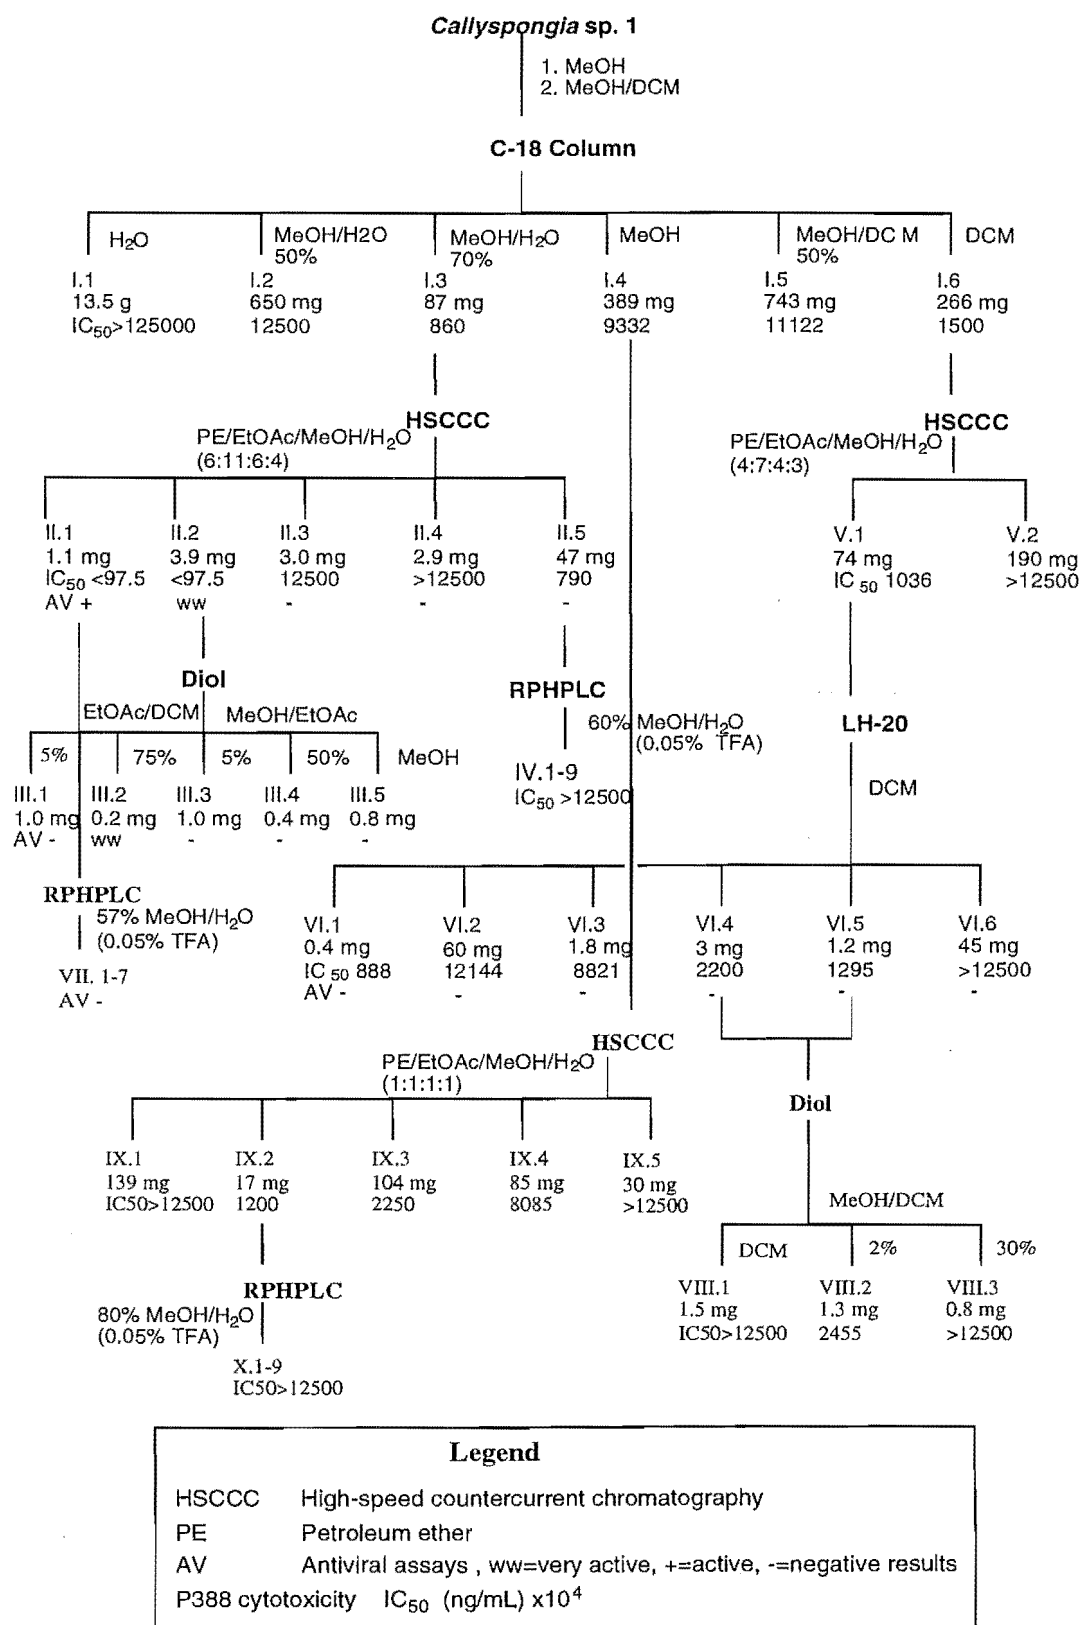 Callyspongia sp. 1
1. MeOH
2. MeOH/DCM
C-18 Column
H2O
MeOH/H2O
50%
MeOH/H2O
70%
MeOH
MeOH/DC M
50%
DCM
I.1
13.5 g
IC50>125000
I.2
650 mg
12500
I.3
87 mg
860
I.4
389 mg
9332
I.5
743 mg
11122
I.6
266 mg
1500
HSCCC
PE/EtOAc/MeOH/H2O
(6:11:6:4)
HSCCC
PE/EtOAc/MeOH/H2O
(4:7:4:3)
II.1
1.1 mg
IC50 <97.5
AV +
II.2
3.9 mg
<97.5
ww
II.3
3.0 mg
12500
-
II.4
2.9 mg
>12500
-
II.5
47 mg
790
-
V.1
74 mg
IC 50 1036
V.2
190 mg
>12500
Diol
EtOAc/DCM
MeOH/EtOAc
5%
75%
5%
50%
MeOH
RPHPLC
60% MeOH/H2O
(0.05% TFA)
LH-20
DCM
III.1
1.0 mg
AV -
III.2
0.2 mg
ww
III.3
1.0 mg
-
III.4
0.4 mg
-
III.5
0.8 mg
-
IV.1-9
IC50 >12500
RPHPLC
57% MeOH/H2O
(0.05% TFA)
VII. 1-7
AV -
VI.1
0.4 mg
IC 50 888
AV -
VI.2
60 mg
12144
-
VI.3
1.8 mg
8821
-
VI.4
3 mg
2200
-
VI.5
1.2 mg
1295
-
VI.6
45 mg
>12500
-
HSCCC
PE/EtOAc/MeOH/H2O
(1:1:1:1)
Diol
IX.1
139 mg
IC50>12500
IX.2
17 mg
1200
IX.3
104 mg
2250
IX.4
85 mg
8085
IX.5
30 mg
>12500
MeOH/DCM
DCM
2%
30%
VIII.1
1.5 mg
IC50>12500
VIII.2
1.3 mg
2455
VIII.3
0.8 mg
>12500
RPHPLC
80% MeOH/H2O
(0.05% TFA)
X.1-9
IC50>12500
Legend
HSCCC High-speed countercurrent chromatography
PE Petroleum ether
AV Antiviral assays , ww=very active, +=active, -=negative results
P388 cytotoxicity IC50 (ng/mL) x10^4